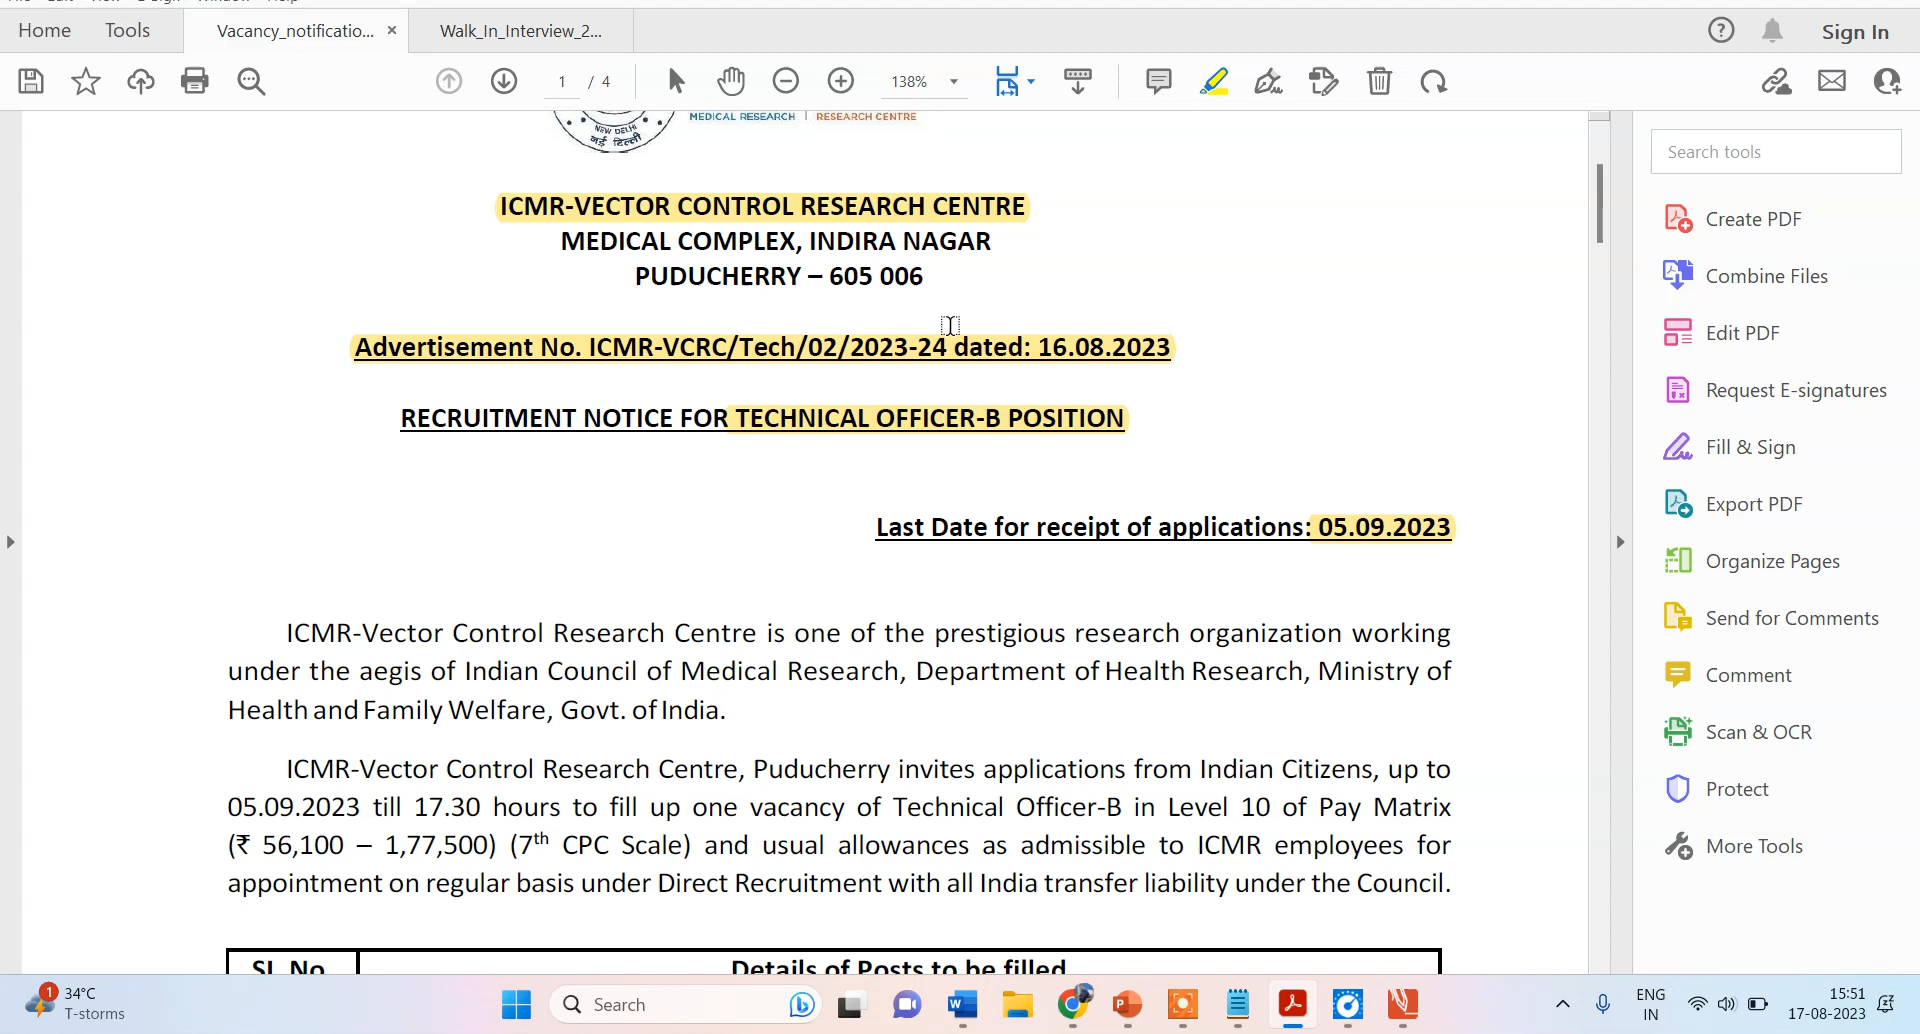 Home Tools Vacancy_notificatio... × Walk_In_Interview_2... Sign In
1 / 4 138%
NEW DELHI
नई दिल्ली
MEDICAL RESEARCH | RESEARCH CENTRE
ICMR-VECTOR CONTROL RESEARCH CENTRE
MEDICAL COMPLEX, INDIRA NAGAR
PUDUCHERRY – 605 006
Advertisement No. ICMR-VCRC/Tech/02/2023-24 dated: 16.08.2023
RECRUITMENT NOTICE FOR TECHNICAL OFFICER-B POSITION
Last Date for receipt of applications: 05.09.2023
ICMR-Vector Control Research Centre is one of the prestigious research organization working
under the aegis of Indian Council of Medical Research, Department of Health Research, Ministry of
Health and Family Welfare, Govt. of India.
ICMR-Vector Control Research Centre, Puducherry invites applications from Indian Citizens, up to
05.09.2023 till 17.30 hours to fill up one vacancy of Technical Officer-B in Level 10 of Pay Matrix
(₹ 56,100 – 1,77,500) (7th CPC Scale) and usual allowances as admissible to ICMR employees for
appointment on regular basis under Direct Recruitment with all India transfer liability under the Council.
Sl. No Details of Posts to be filled
Search tools
Create PDF
Combine Files
Edit PDF
Request E-signatures
Fill & Sign
Export PDF
Organize Pages
Send for Comments
Comment
Scan & OCR
Protect
More Tools
1
34°C
T-storms
Search
ENG
IN
15:51
17-08-2023